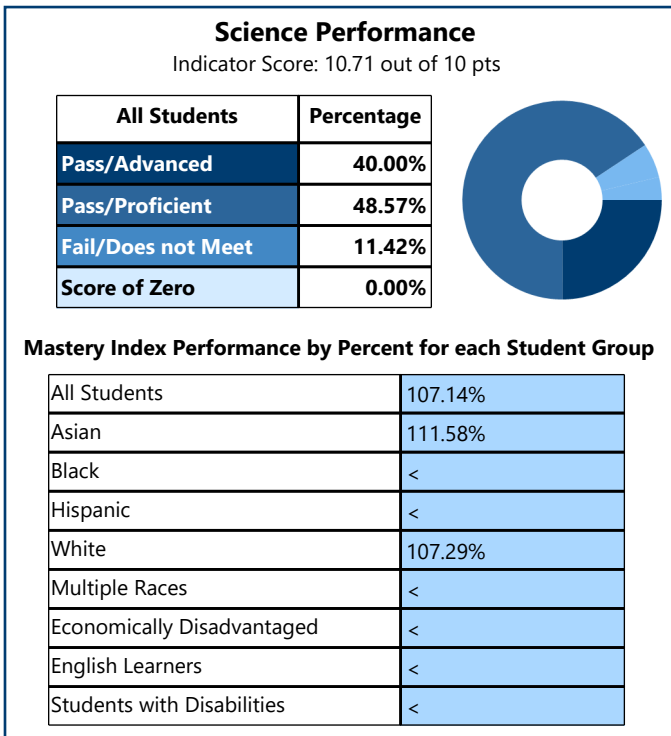 Science Performance
Indicator Score: 10.71 out of 10 pts
All Students Percentage
Pass/Advanced 40.00%
Pass/Proficient 48.57%
Fail/Does not Meet 11.42%
Score of Zero 0.00%
Mastery Index Performance by Percent for each Student Group
All Students 107.14%
Asian 111.58%
Black <
Hispanic <
White 107.29%
Multiple Races <
Economically Disadvantaged <
English Learners <
Students with Disabilities <